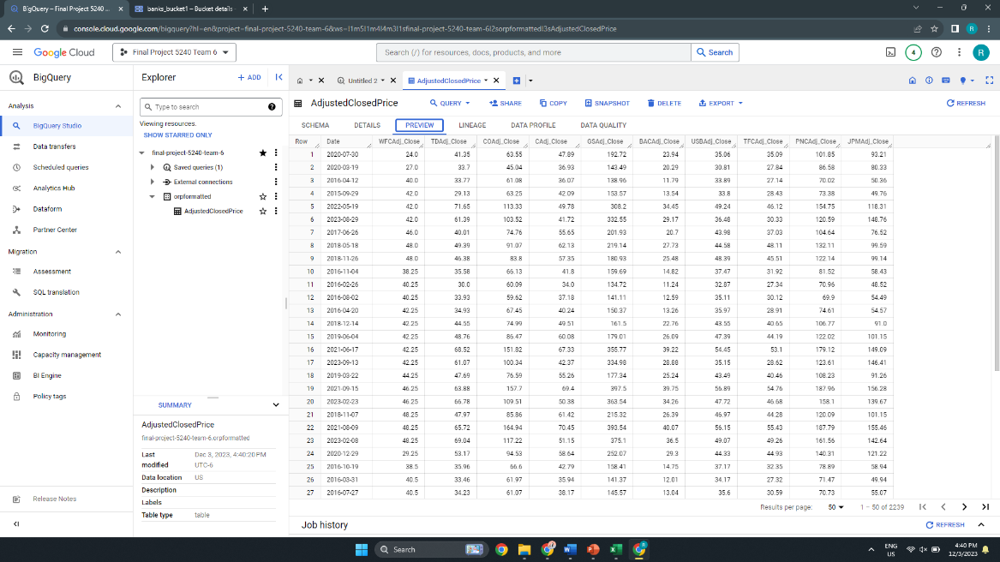 BigQuery – Final Project 5240 ...
banks_bucket1 – Bucket details -
console.cloud.google.com/bigquery?hl=en&project=final-project-5240-team-6&ws=!1m5!1m4!4m3!1sfinal-project-5240-team-6!2sorpformatted!3sAdjustedClosedPrice
R
Google Cloud
Final Project 5240 Team 6
Search (/) for resources, docs, products, and more
Search
4
R
BigQuery
Analysis
BigQuery Studio
Data transfers
Scheduled queries
Analytics Hub
Dataform
Partner Center
Migration
Assessment
SQL translation
Administration
Monitoring
Capacity management
BI Engine
Policy tags
Release Notes
Explorer
+ ADD
Type to search
Viewing resources.
SHOW STARRED ONLY
final-project-5240-team-6
Saved queries (1)
External connections
orpformatted
AdjustedClosedPrice
SUMMARY
AdjustedClosedPrice
final-project-5240-team-6.orpformatted
Last modified Dec 3, 2023, 4:40:20 PM UTC-6
Data location US
Description
Labels
Table type table
Untitled 2
AdjustedClosedPrice
AdjustedClosedPrice
QUERY
SHARE
COPY
SNAPSHOT
DELETE
EXPORT
REFRESH
SCHEMA DETAILS PREVIEW LINEAGE DATA PROFILE DATA QUALITY
Row Date WFCAdj_Close TDAdj_Close COAdj_Close CAdj_Close GSAdj_Close BACAdj_Close USBAdj_Close TFCAdj_Close PNCAdj_Close JPMAdj_Close
1 2020-07-30 24.0 41.35 63.55 47.89 192.72 23.94 35.06 35.09 101.85 93.21
2 2020-03-19 27.0 33.7 45.04 36.93 143.49 20.29 30.81 27.84 86.58 80.33
3 2016-04-12 40.0 33.77 61.08 36.07 138.96 11.79 33.89 27.14 70.02 50.36
4 2015-09-29 42.0 29.13 63.25 42.09 153.57 13.54 33.8 28.43 73.38 49.76
5 2022-05-19 42.0 71.65 113.33 49.78 308.2 34.45 49.24 46.12 154.75 118.31
6 2023-08-29 42.0 61.39 103.52 41.72 332.55 29.17 36.48 30.33 120.59 148.76
7 2017-06-26 46.0 40.01 74.76 55.65 201.93 20.7 43.98 37.03 104.64 76.52
8 2018-05-18 48.0 49.39 91.07 62.13 219.14 27.73 44.58 48.11 132.11 99.59
9 2018-11-26 48.0 46.38 83.8 57.35 180.93 25.48 48.39 45.51 122.14 99.14
10 2016-11-04 38.25 35.58 66.13 41.8 159.69 14.82 37.47 31.92 81.52 58.43
11 2016-02-26 40.25 30.0 60.09 34.0 134.72 11.24 32.87 27.34 70.96 48.52
12 2016-08-02 40.25 33.93 59.62 37.18 141.11 12.59 35.11 30.12 69.9 54.49
13 2016-04-20 42.25 34.93 67.45 40.24 150.37 13.26 35.97 28.91 74.61 54.57
14 2018-12-14 42.25 44.55 74.99 49.51 161.5 22.76 43.55 40.65 106.77 91.0
15 2019-06-04 42.25 48.76 86.47 60.08 179.01 26.09 47.39 44.19 122.02 101.15
16 2021-06-17 42.25 68.52 151.82 67.33 355.77 39.22 54.45 53.1 179.12 149.09
17 2023-09-13 42.25 61.07 100.34 42.37 334.98 28.88 35.15 28.62 123.61 146.41
18 2019-03-22 44.25 47.69 76.59 55.26 177.34 25.24 43.49 40.46 108.23 91.26
19 2021-09-15 46.25 63.88 157.7 69.4 397.5 39.75 56.89 54.76 187.96 156.28
20 2023-02-23 46.25 66.78 109.51 50.38 363.54 34.26 47.72 46.68 158.1 139.67
21 2018-11-07 48.25 47.97 85.86 61.42 215.32 26.39 46.97 44.28 120.09 101.15
22 2021-08-09 48.25 65.72 164.94 70.45 393.54 40.07 56.15 55.43 187.79 155.46
23 2023-02-08 48.25 69.04 117.22 51.15 375.1 36.5 49.07 49.26 161.56 142.64
24 2020-12-29 29.25 53.17 94.53 58.64 252.07 29.3 44.33 44.93 140.31 121.22
25 2016-10-19 38.5 35.96 66.6 42.79 158.41 14.75 37.17 32.35 78.89 58.94
26 2016-03-31 40.5 33.46 61.97 35.94 141.37 12.01 34.17 27.32 71.47 49.94
27 2016-07-27 40.5 34.23 61.07 38.17 145.57 13.04 35.6 30.59 70.73 55.07
Results per page: 50 1 – 50 of 2239
Job history
REFRESH
Search
ENG US
4:40 PM
12/3/2023